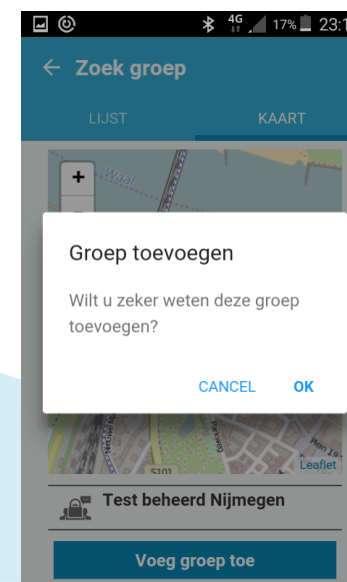 4G 17% 23:1
Zoek groep
LIJST KAART
+
Waal
Groep toevoegen
Wilt u zeker weten deze groep
toevoegen?
CANCEL OK
S101
Leaflet
Test beheerd Nijmegen
Voeg groep toe